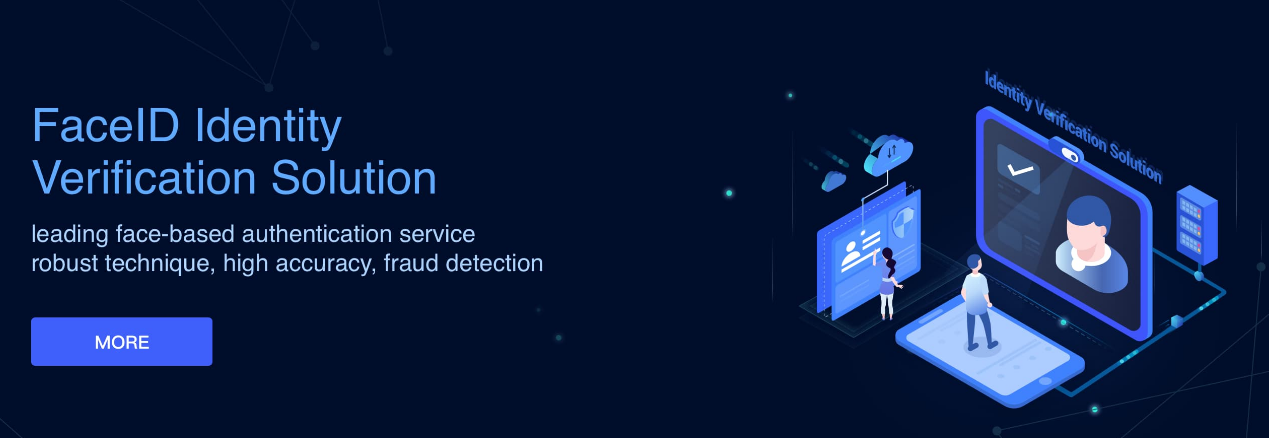 FaceID Identity
Verification Solution
leading face-based authentication service
robust technique, high accuracy, fraud detection
MORE
Identity Verification Solution